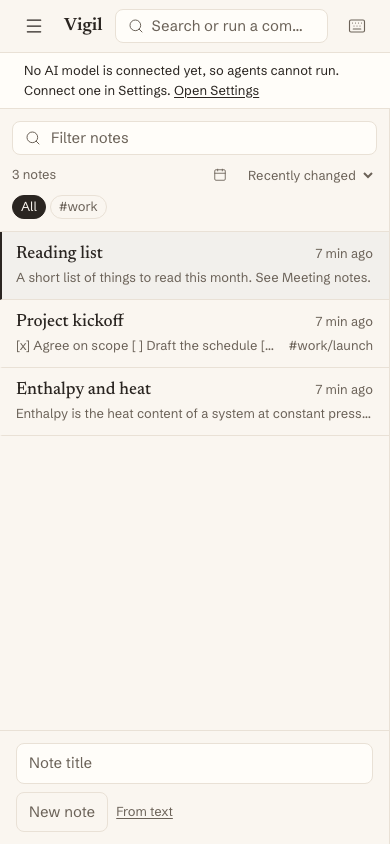 Vigil
Search or run a com...
No AI model is connected yet, so agents cannot run.
Connect one in Settings. Open Settings
Filter notes
3 notes
Recently changed
All
#work
Reading list
7 min ago
A short list of things to read this month. See Meeting notes.
Project kickoff
7 min ago
[x] Agree on scope [ ] Draft the schedule [...
#work/launch
Enthalpy and heat
7 min ago
Enthalpy is the heat content of a system at constant press...
Note title
New note
From text